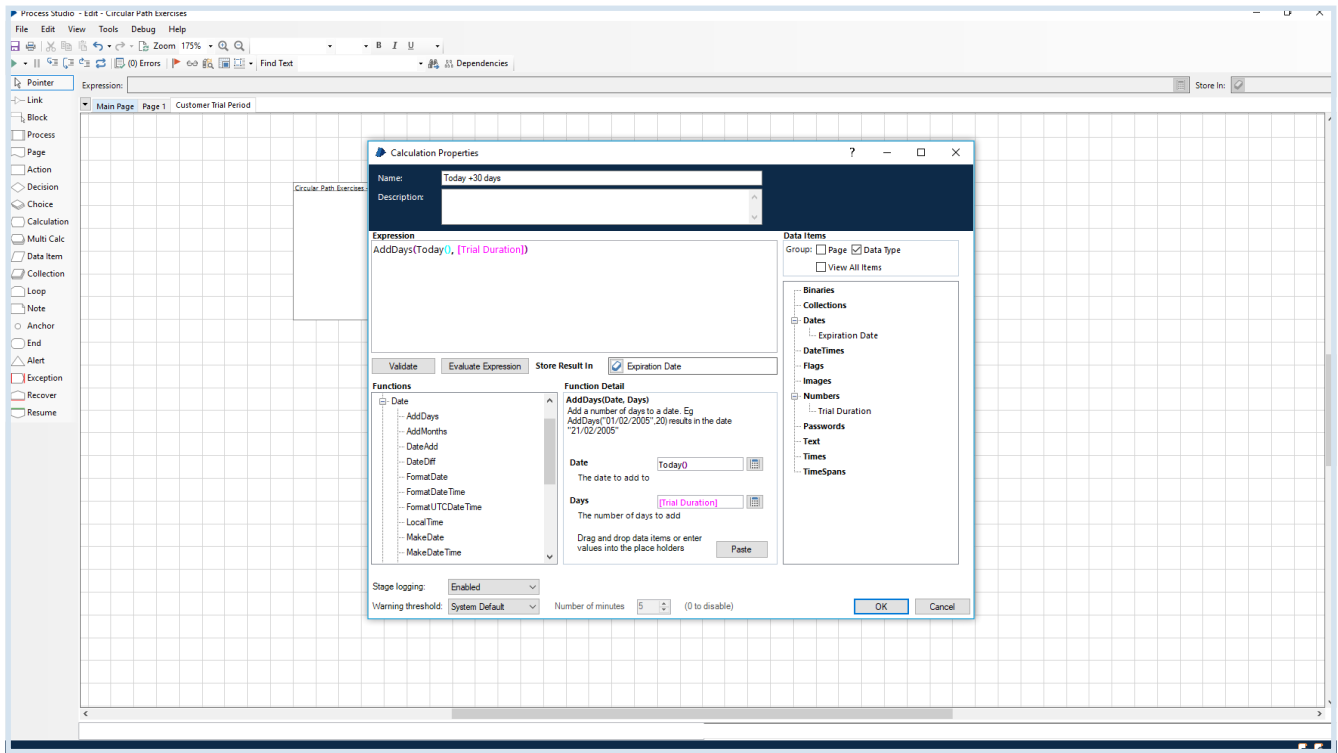 Process Studio - Edit - Circular Path Exercises
File Edit View Tools Debug Help
Zoom 175% B I U
(0) Errors Find Text Dependencies
Pointer
Link
Block
Process
Page
Action
Decision
Choice
Calculation
Multi Calc
Data Item
Collection
Loop
Note
Anchor
End
Alert
Exception
Recover
Resume
Expression: Store In:
Main Page Page 1 Customer Trial Period
Circular Path Exercises
Calculation Properties ?
Name: Today +30 days
Description:
Expression
AddDays(Today(), [Trial Duration])
Validate Evaluate Expression Store Result In Expiration Date
Functions
Date
AddDays
AddMonths
DateAdd
DateDiff
FormatDate
FormatDateTime
FormatUTCDateTime
LocalTime
MakeDate
MakeDateTime
Function Detail
AddDays(Date, Days)
Add a number of days to a date. Eg
AddDays("01/02/2005",20) results in the date
"21/02/2005"
Date Today()
The date to add to
Days [Trial Duration]
The number of days to add
Drag and drop data items or enter
values into the place holders
Paste
Data Items
Group: Page Data Type
View All Items
Binaries
Collections
Dates
Expiration Date
DateTimes
Flags
Images
Numbers
Trial Duration
Passwords
Text
Times
TimeSpans
Stage logging: Enabled
Warning threshold: System Default Number of minutes 5 (0 to disable)
OK Cancel